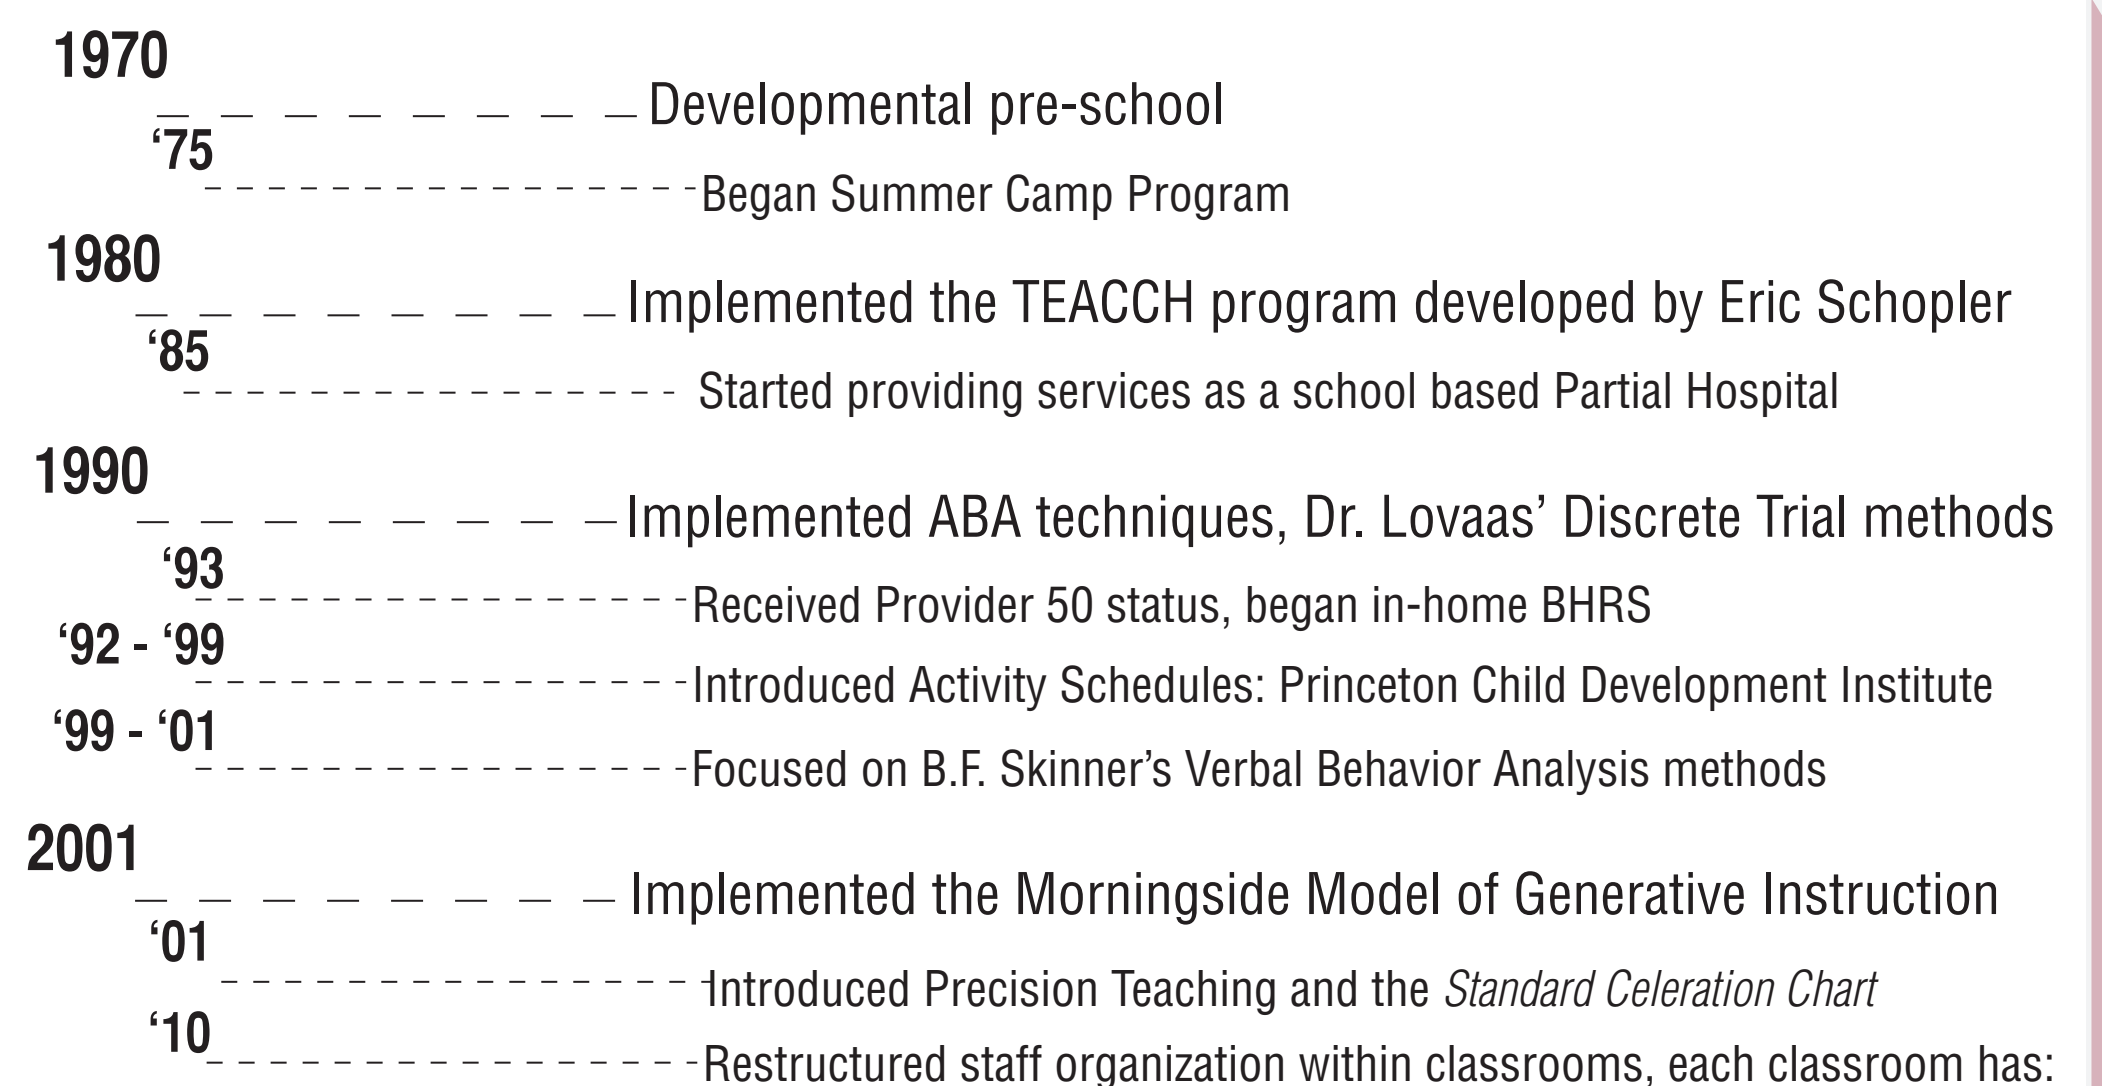 1970
Developmental pre-school
‘75
Began Summer Camp Program
1980
Implemented the TEACCH program developed by Eric Schopler
‘85
Started providing services as a school based Partial Hospital
1990
Implemented ABA techniques, Dr. Lovaas’ Discrete Trial methods
‘93
Received Provider 50 status, began in-home BHRS
‘92 - ‘99
Introduced Activity Schedules: Princeton Child Development Institute
‘99 - ‘01
Focused on B.F. Skinner’s Verbal Behavior Analysis methods
2001
Implemented the Morningside Model of Generative Instruction
‘01
Introduced Precision Teaching and the Standard Celeration Chart
‘10
Restructured staff organization within classrooms, each classroom has: